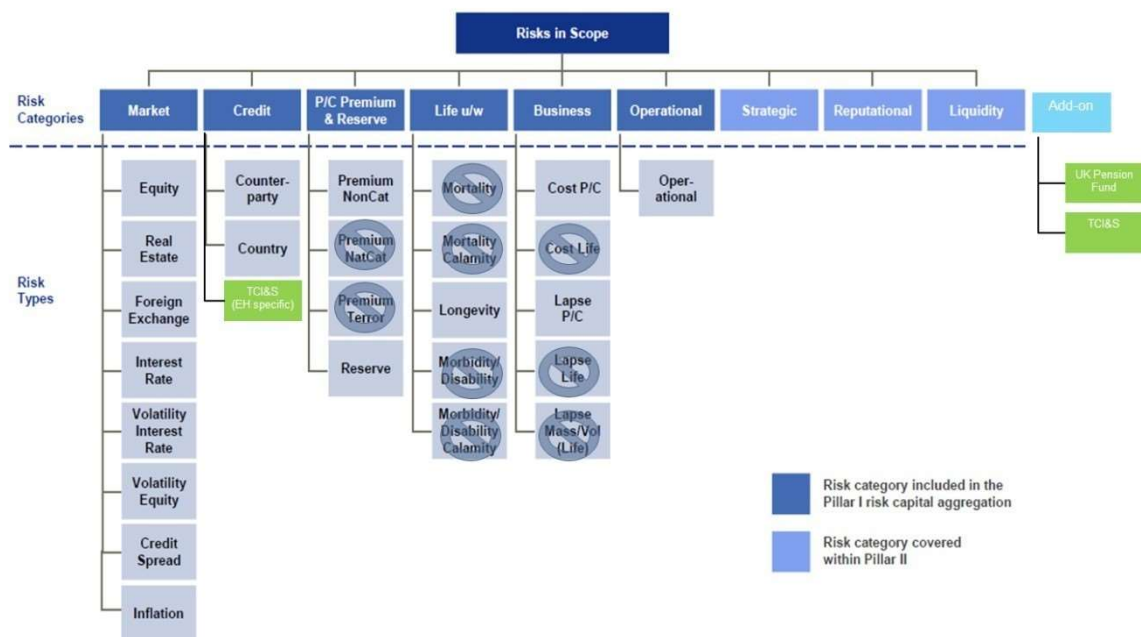 Risks in Scope
Risk
Categories
Market
Credit
P/C Premium
& Reserve
Life u/w
Business
Operational
Strategic
Reputational
Liquidity
Add-on
Risk
Types
Equity
Real
Estate
Foreign
Exchange
Interest
Rate
Volatility
Interest
Rate
Volatility
Equity
Credit
Spread
Inflation
Counter-
party
Country
TCI&S
(EH specific)
Premium
NonCat
Premium
NatCat
Premium
Terror
Reserve
Mortality
Mortality
Calamity
Longevity
Morbidity/
Disability
Morbidity/
Disability
Calamity
Cost P/C
Cost Life
Lapse
P/C
Lapse
Life
Lapse
Mass/Vol
(Life)
Oper-
ational
UK Pension
Fund
TCI&S
Risk category included in the
Pillar I risk capital aggregation
Risk category covered
within Pillar II